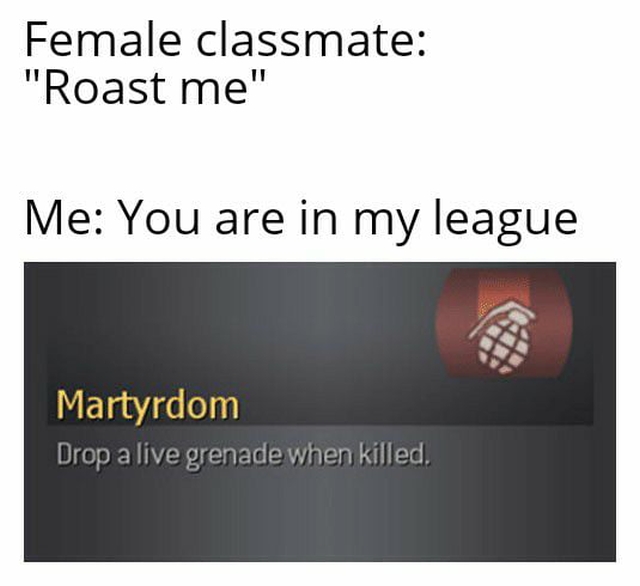 Female classmate:
"Roast me"
Me: You are in my league
Martyrdom
Drop a live grenade when killed.